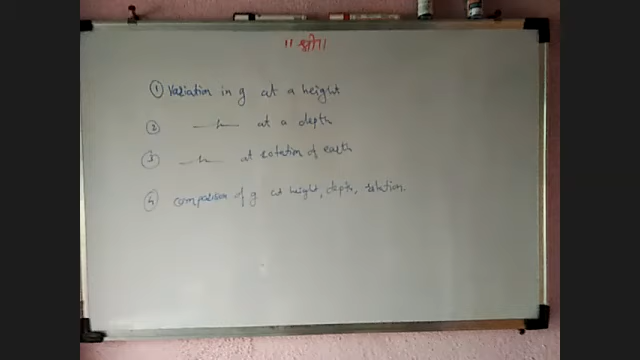 ॥ श्री ॥
① Variation in g at a height
② —〃— at a depth
③ —〃— at rotation of earth
④ comparison of g at height, depth, rotation.